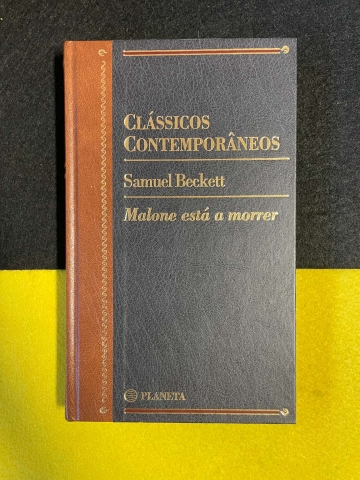 CLÁSSICOS
CONTEMPORÂNEOS
Samuel Beckett
Malone está a morrer
PLANETA